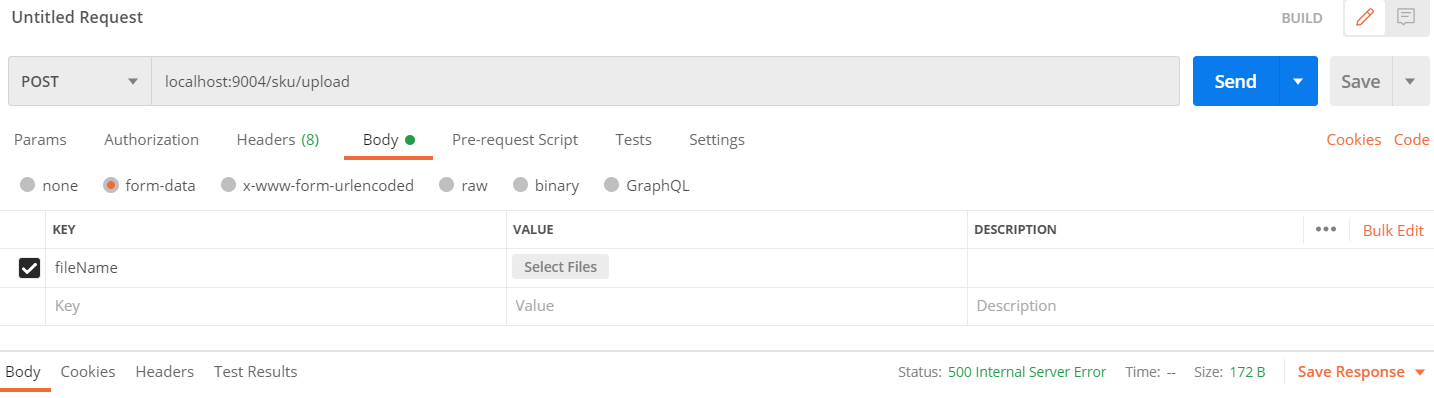 Untitled Request BUILD
POST localhost:9004/sku/upload Send Save
Params Authorization Headers (8) Body Pre-request Script Tests Settings Cookies Code
none form-data x-www-form-urlencoded raw binary GraphQL
KEY VALUE DESCRIPTION ••• Bulk Edit
fileName Select Files
Key Value Description
Body Cookies Headers Test Results Status: 500 Internal Server Error Time: -- Size: 172 B Save Response